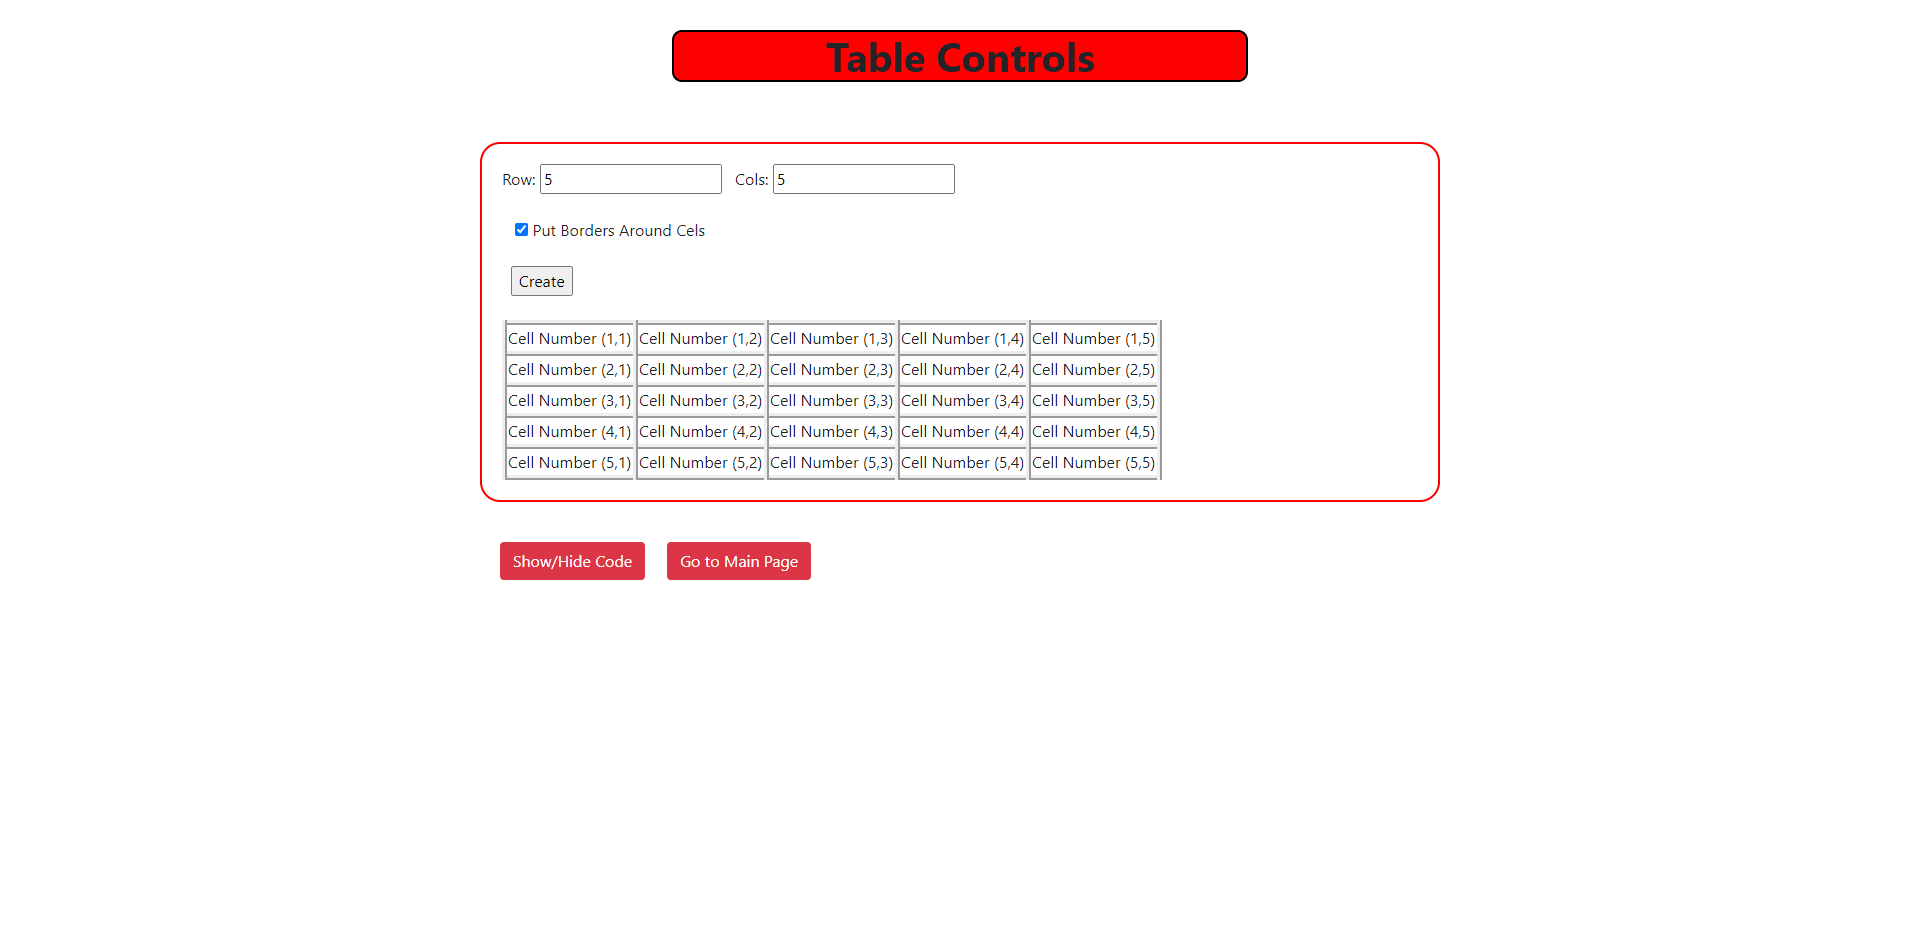 Table Controls
Row: 5 Cols: 5
Put Borders Around Cels
Create
Cell Number (1,1) Cell Number (1,2) Cell Number (1,3) Cell Number (1,4) Cell Number (1,5)
Cell Number (2,1) Cell Number (2,2) Cell Number (2,3) Cell Number (2,4) Cell Number (2,5)
Cell Number (3,1) Cell Number (3,2) Cell Number (3,3) Cell Number (3,4) Cell Number (3,5)
Cell Number (4,1) Cell Number (4,2) Cell Number (4,3) Cell Number (4,4) Cell Number (4,5)
Cell Number (5,1) Cell Number (5,2) Cell Number (5,3) Cell Number (5,4) Cell Number (5,5)
Show/Hide Code Go to Main Page